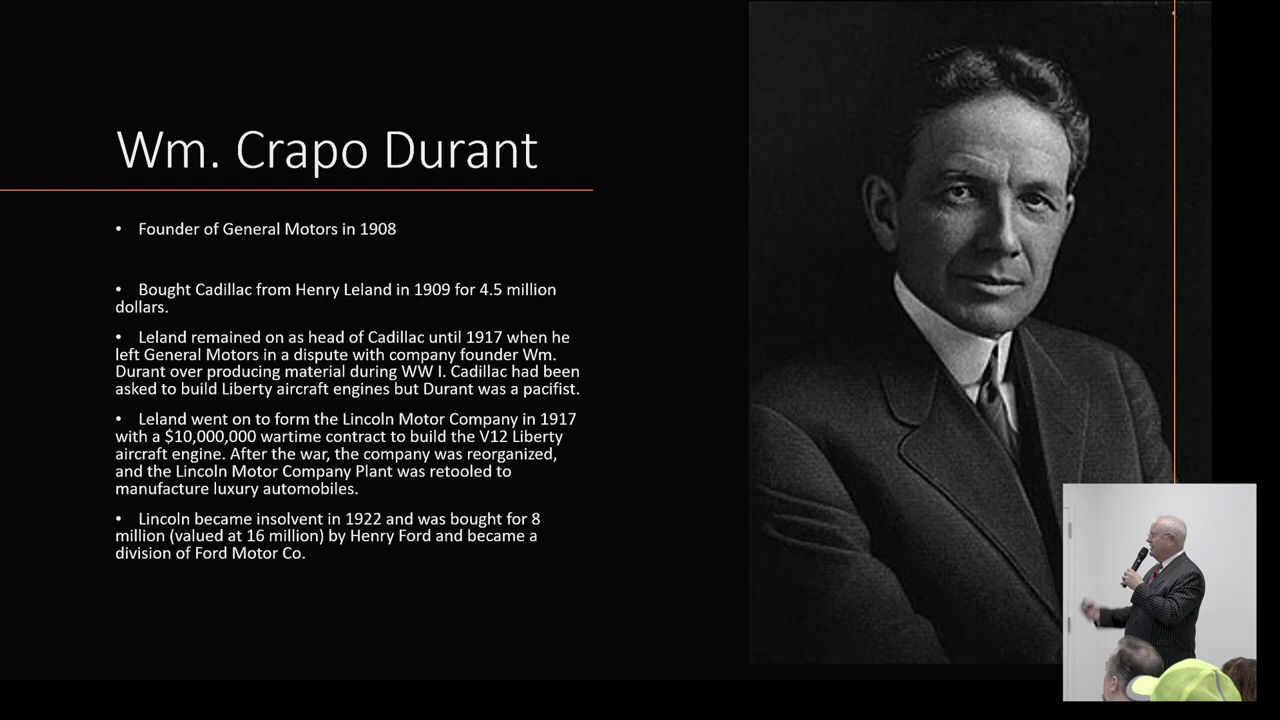 Wm. Crapo Durant
• Founder of General Motors in 1908
• Bought Cadillac from Henry Leland in 1909 for 4.5 million
dollars.
• Leland remained on as head of Cadillac until 1917 when he
left General Motors in a dispute with company founder Wm.
Durant over producing material during WW I. Cadillac had been
asked to build Liberty aircraft engines but Durant was a pacifist.
• Leland went on to form the Lincoln Motor Company in 1917
with a $10,000,000 wartime contract to build the V12 Liberty
aircraft engine. After the war, the company was reorganized,
and the Lincoln Motor Company Plant was retooled to
manufacture luxury automobiles.
• Lincoln became insolvent in 1922 and was bought for 8
million (valued at 16 million) by Henry Ford and became a
division of Ford Motor Co.